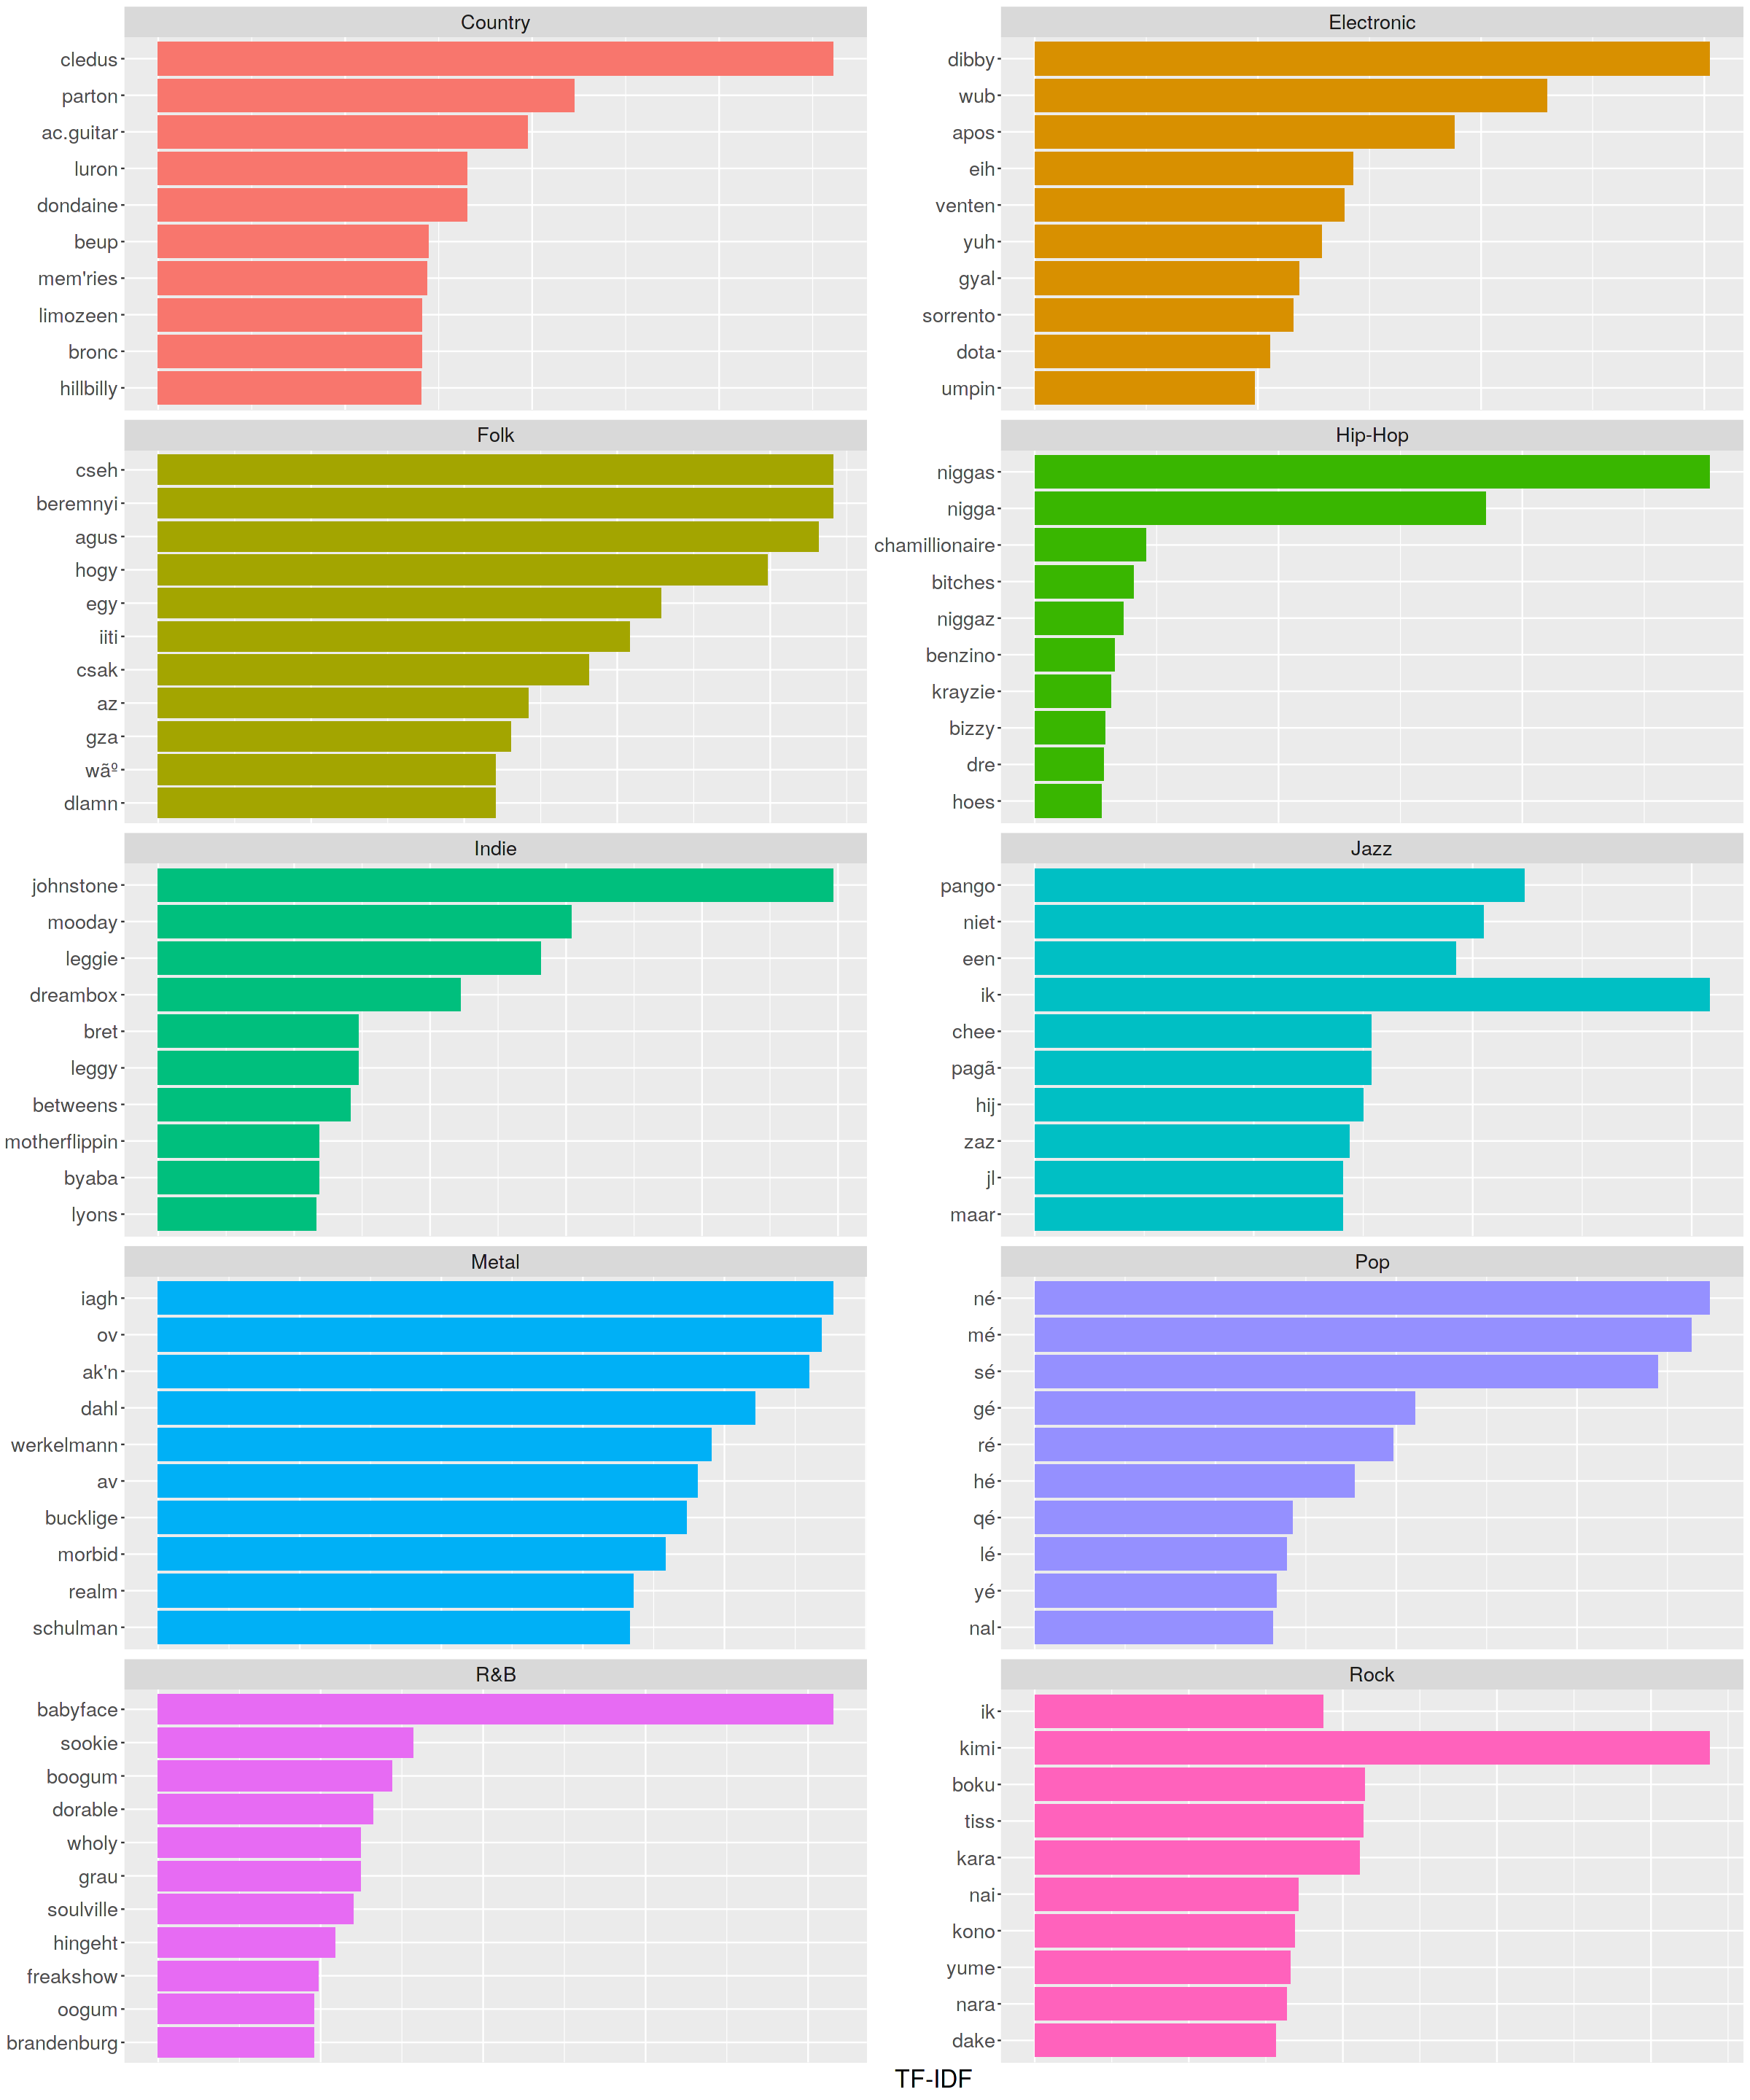 Country
cledus
parton
ac.guitar
luron
dondaine
beup
mem'ries
limozeen
bronc
hillbilly
Electronic
dibby
wub
apos
eih
venten
yuh
gyal
sorrento
dota
umpin
Folk
cseh
beremnyi
agus
hogy
egy
iiti
csak
az
gza
wãº
dlamn
Hip-Hop
niggas
nigga
chamillionaire
bitches
niggaz
benzino
krayzie
bizzy
dre
hoes
Indie
johnstone
mooday
leggie
dreambox
bret
leggy
betweens
motherflippin
byaba
lyons
Jazz
pango
niet
een
ik
chee
pagã
hij
zaz
jl
maar
Metal
iagh
ov
ak'n
dahl
werkelmann
av
bucklige
morbid
realm
schulman
Pop
né
mé
sé
gé
ré
hé
qé
lé
yé
nal
R&B
babyface
sookie
boogum
dorable
wholy
grau
soulville
hingeht
freakshow
oogum
brandenburg
Rock
ik
kimi
boku
tiss
kara
nai
kono
yume
nara
dake
TF-IDF